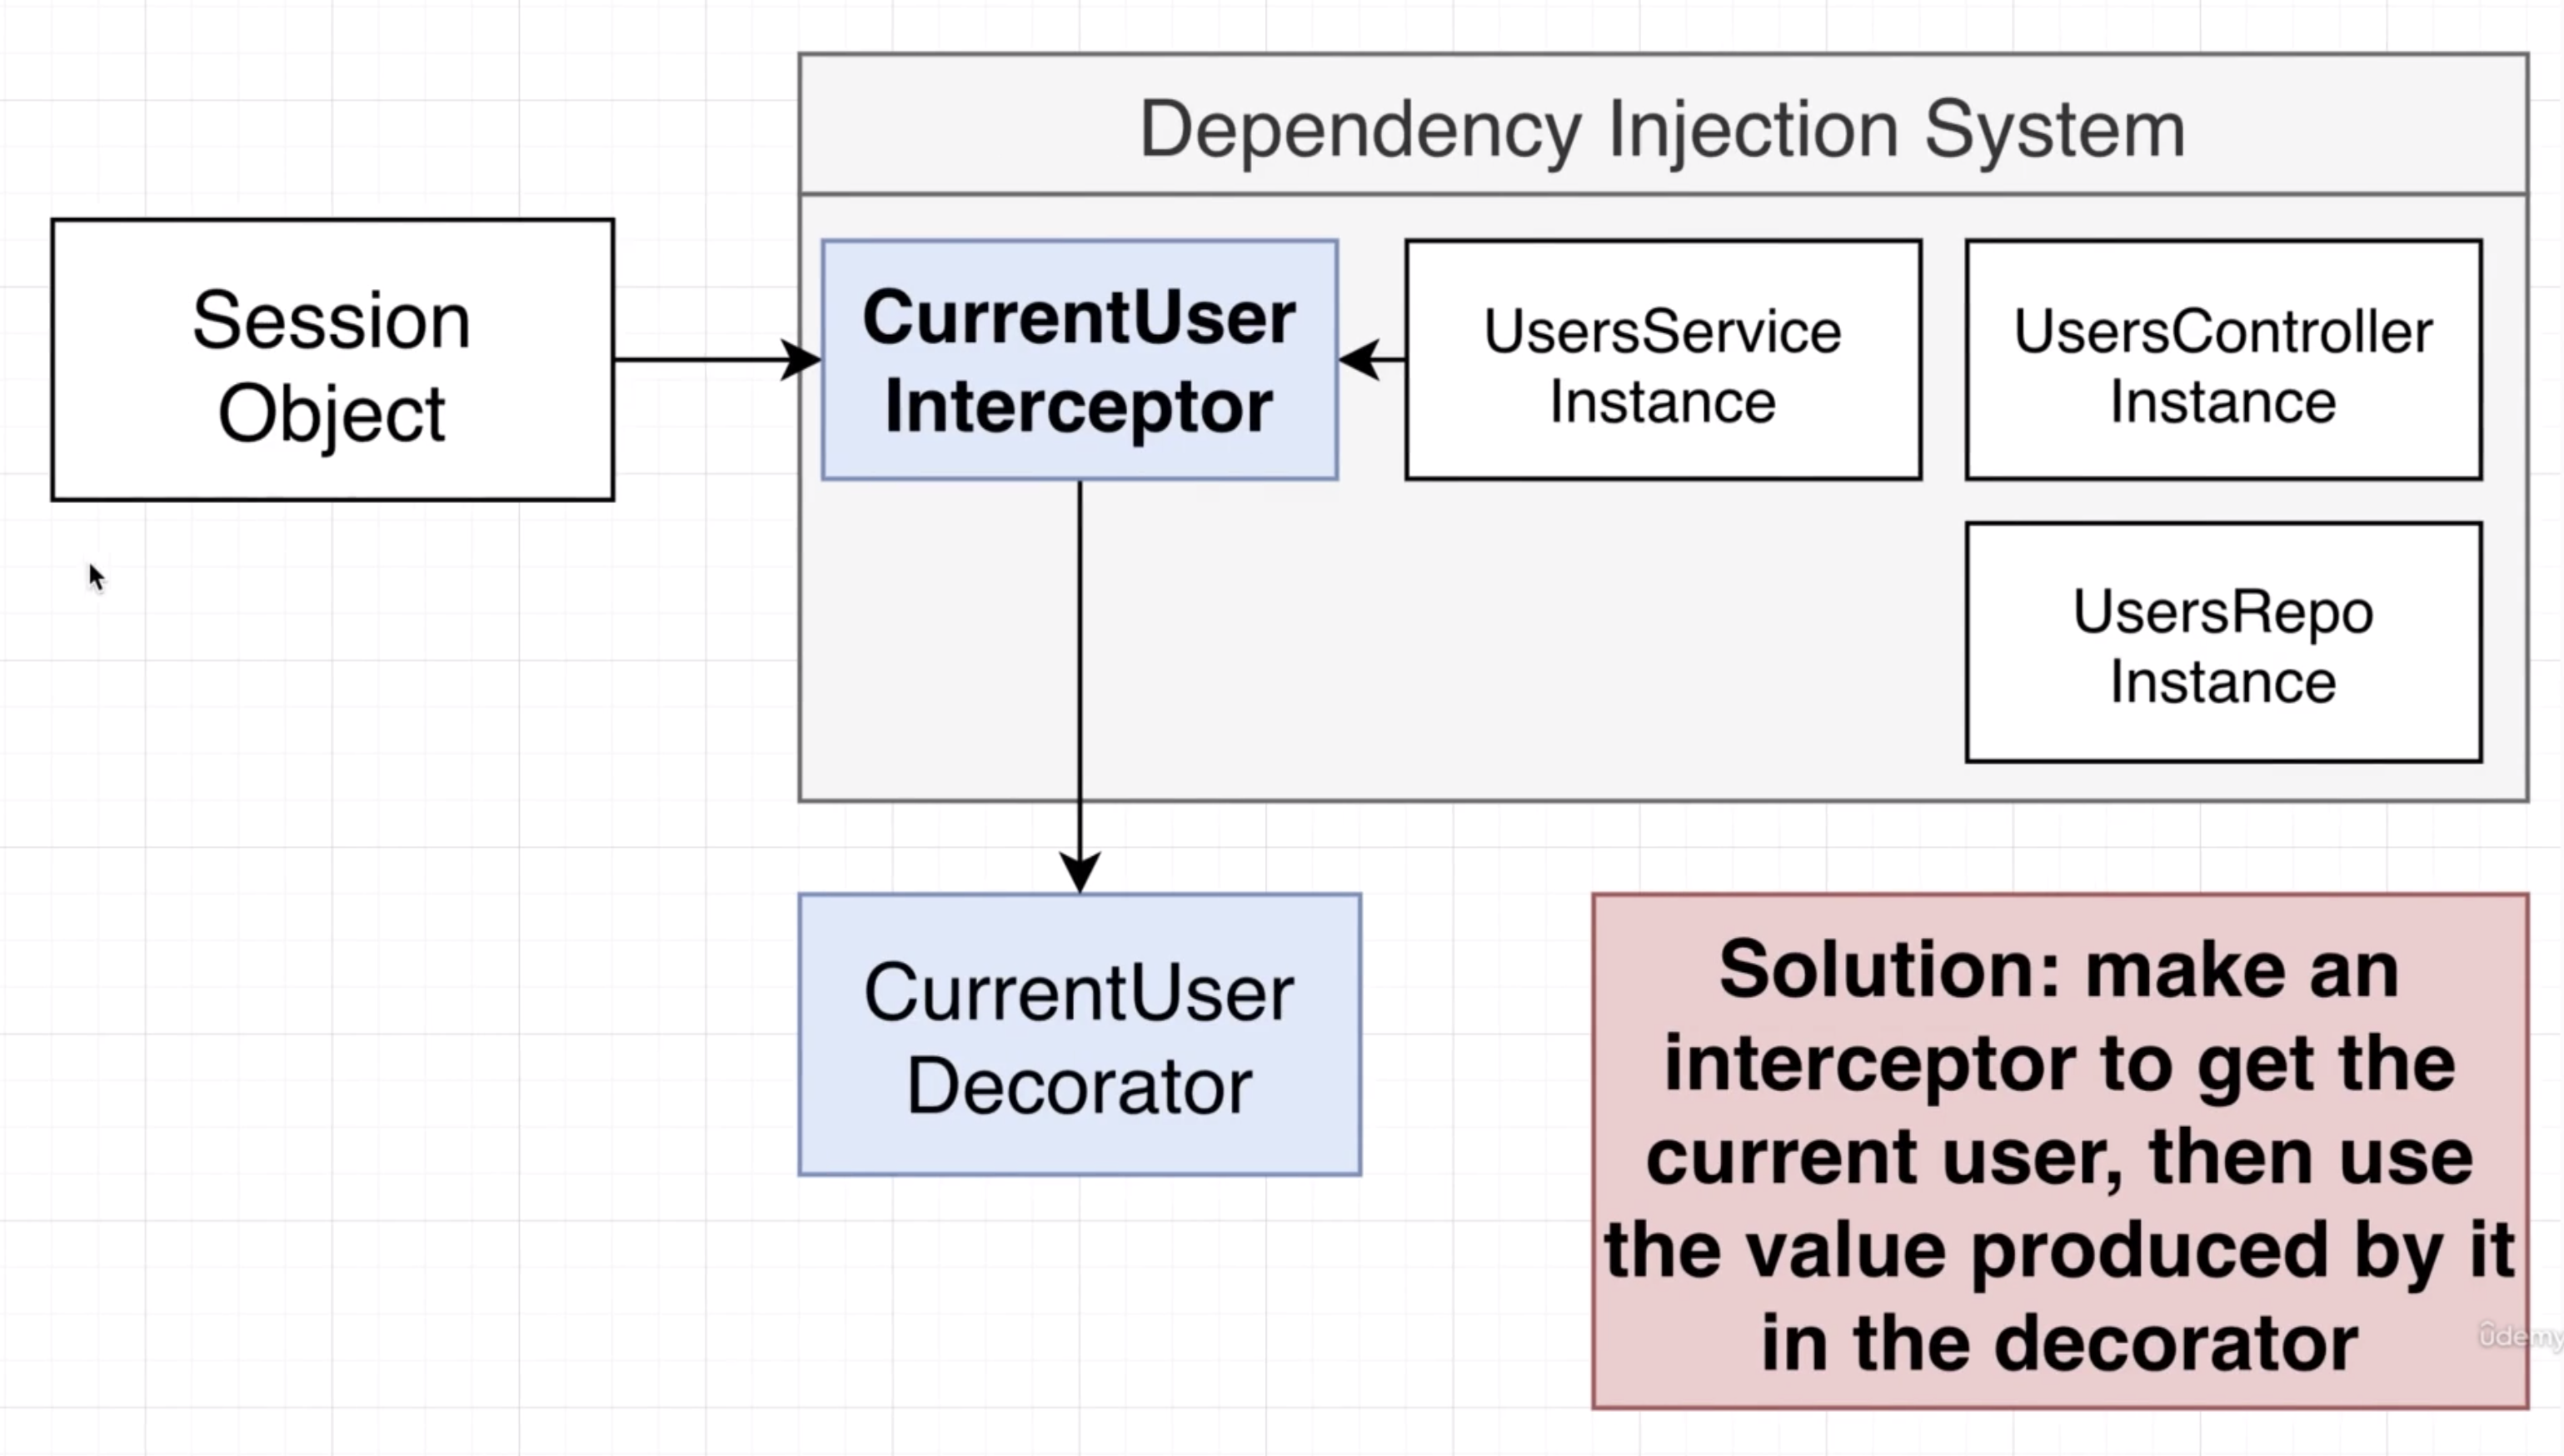 Dependency Injection System
Session
Object
CurrentUser
Interceptor
UsersService
Instance
UsersController
Instance
UsersRepo
Instance
CurrentUser
Decorator
Solution: make an
interceptor to get the
current user, then use
the value produced by it
in the decorator
ûdemy